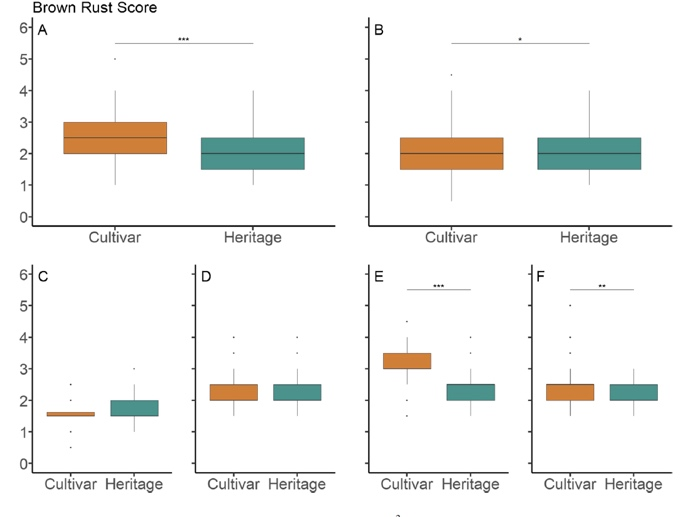 Brown Rust Score
A
***
6
5
4
3
2
1
0
Cultivar Heritage
B
*
Cultivar Heritage
C
6
5
4
3
2
1
0
Cultivar Heritage
D
Cultivar Heritage
E
***
Cultivar Heritage
F
**
Cultivar Heritage